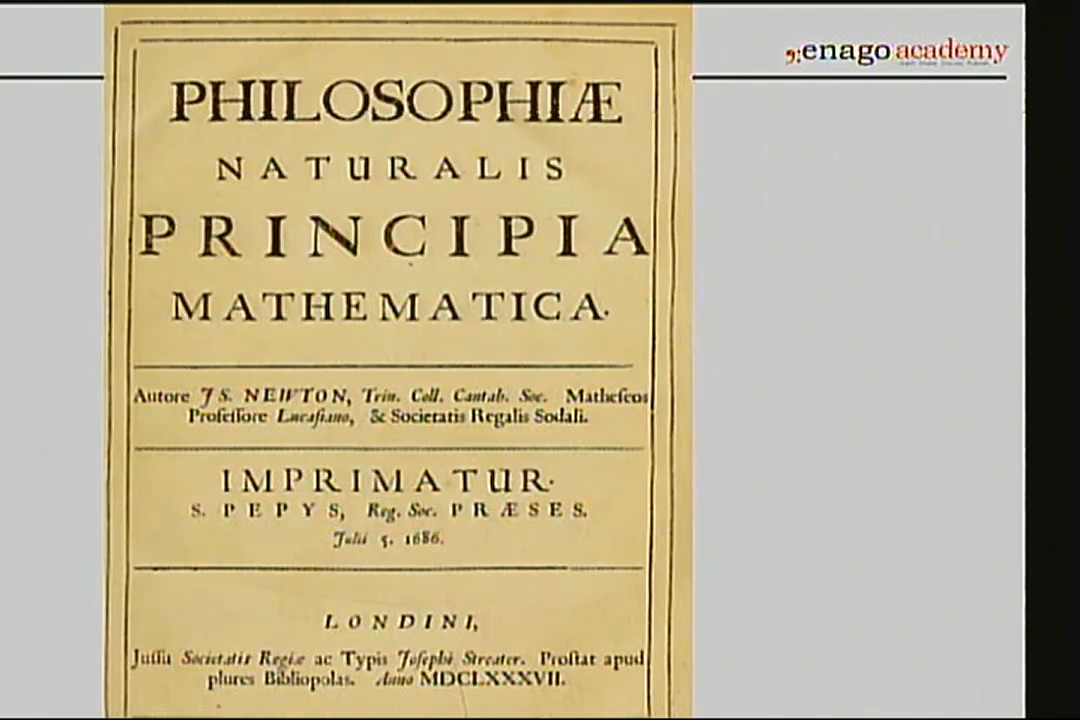 enago academy
PHILOSOPHIÆ
NATURALIS
PRINCIPIA
MATHEMATICA.
Autore JS. NEWTON, Trin. Coll. Cantab. Soc. Matheseos
Professore Lucasiano, & Societatis Regalis Sodali.
IMPRIMATUR.
S. PEPYS, Reg. Soc. PRÆSES.
Julii 5. 1686.
LONDINI,
Jussu Societatis Regiæ ac Typis Josephi Streater. Prostat apud
plures Bibliopolas. Anno MDCLXXXVII.